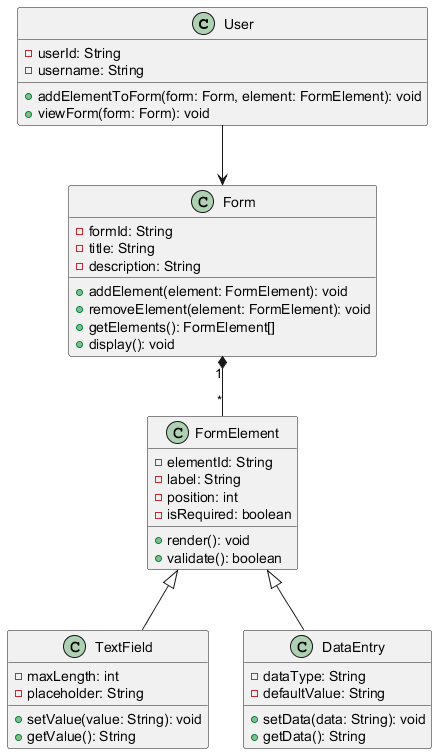 C User
userId: String
username: String
addElementToForm(form: Form, element: FormElement): void
viewForm(form: Form): void
C Form
formId: String
title: String
description: String
addElement(element: FormElement): void
removeElement(element: FormElement): void
getElements(): FormElement[]
display(): void
1
*
C FormElement
elementId: String
label: String
position: int
isRequired: boolean
render(): void
validate(): boolean
C TextField
maxLength: int
placeholder: String
setValue(value: String): void
getValue(): String
C DataEntry
dataType: String
defaultValue: String
setData(data: String): void
getData(): String